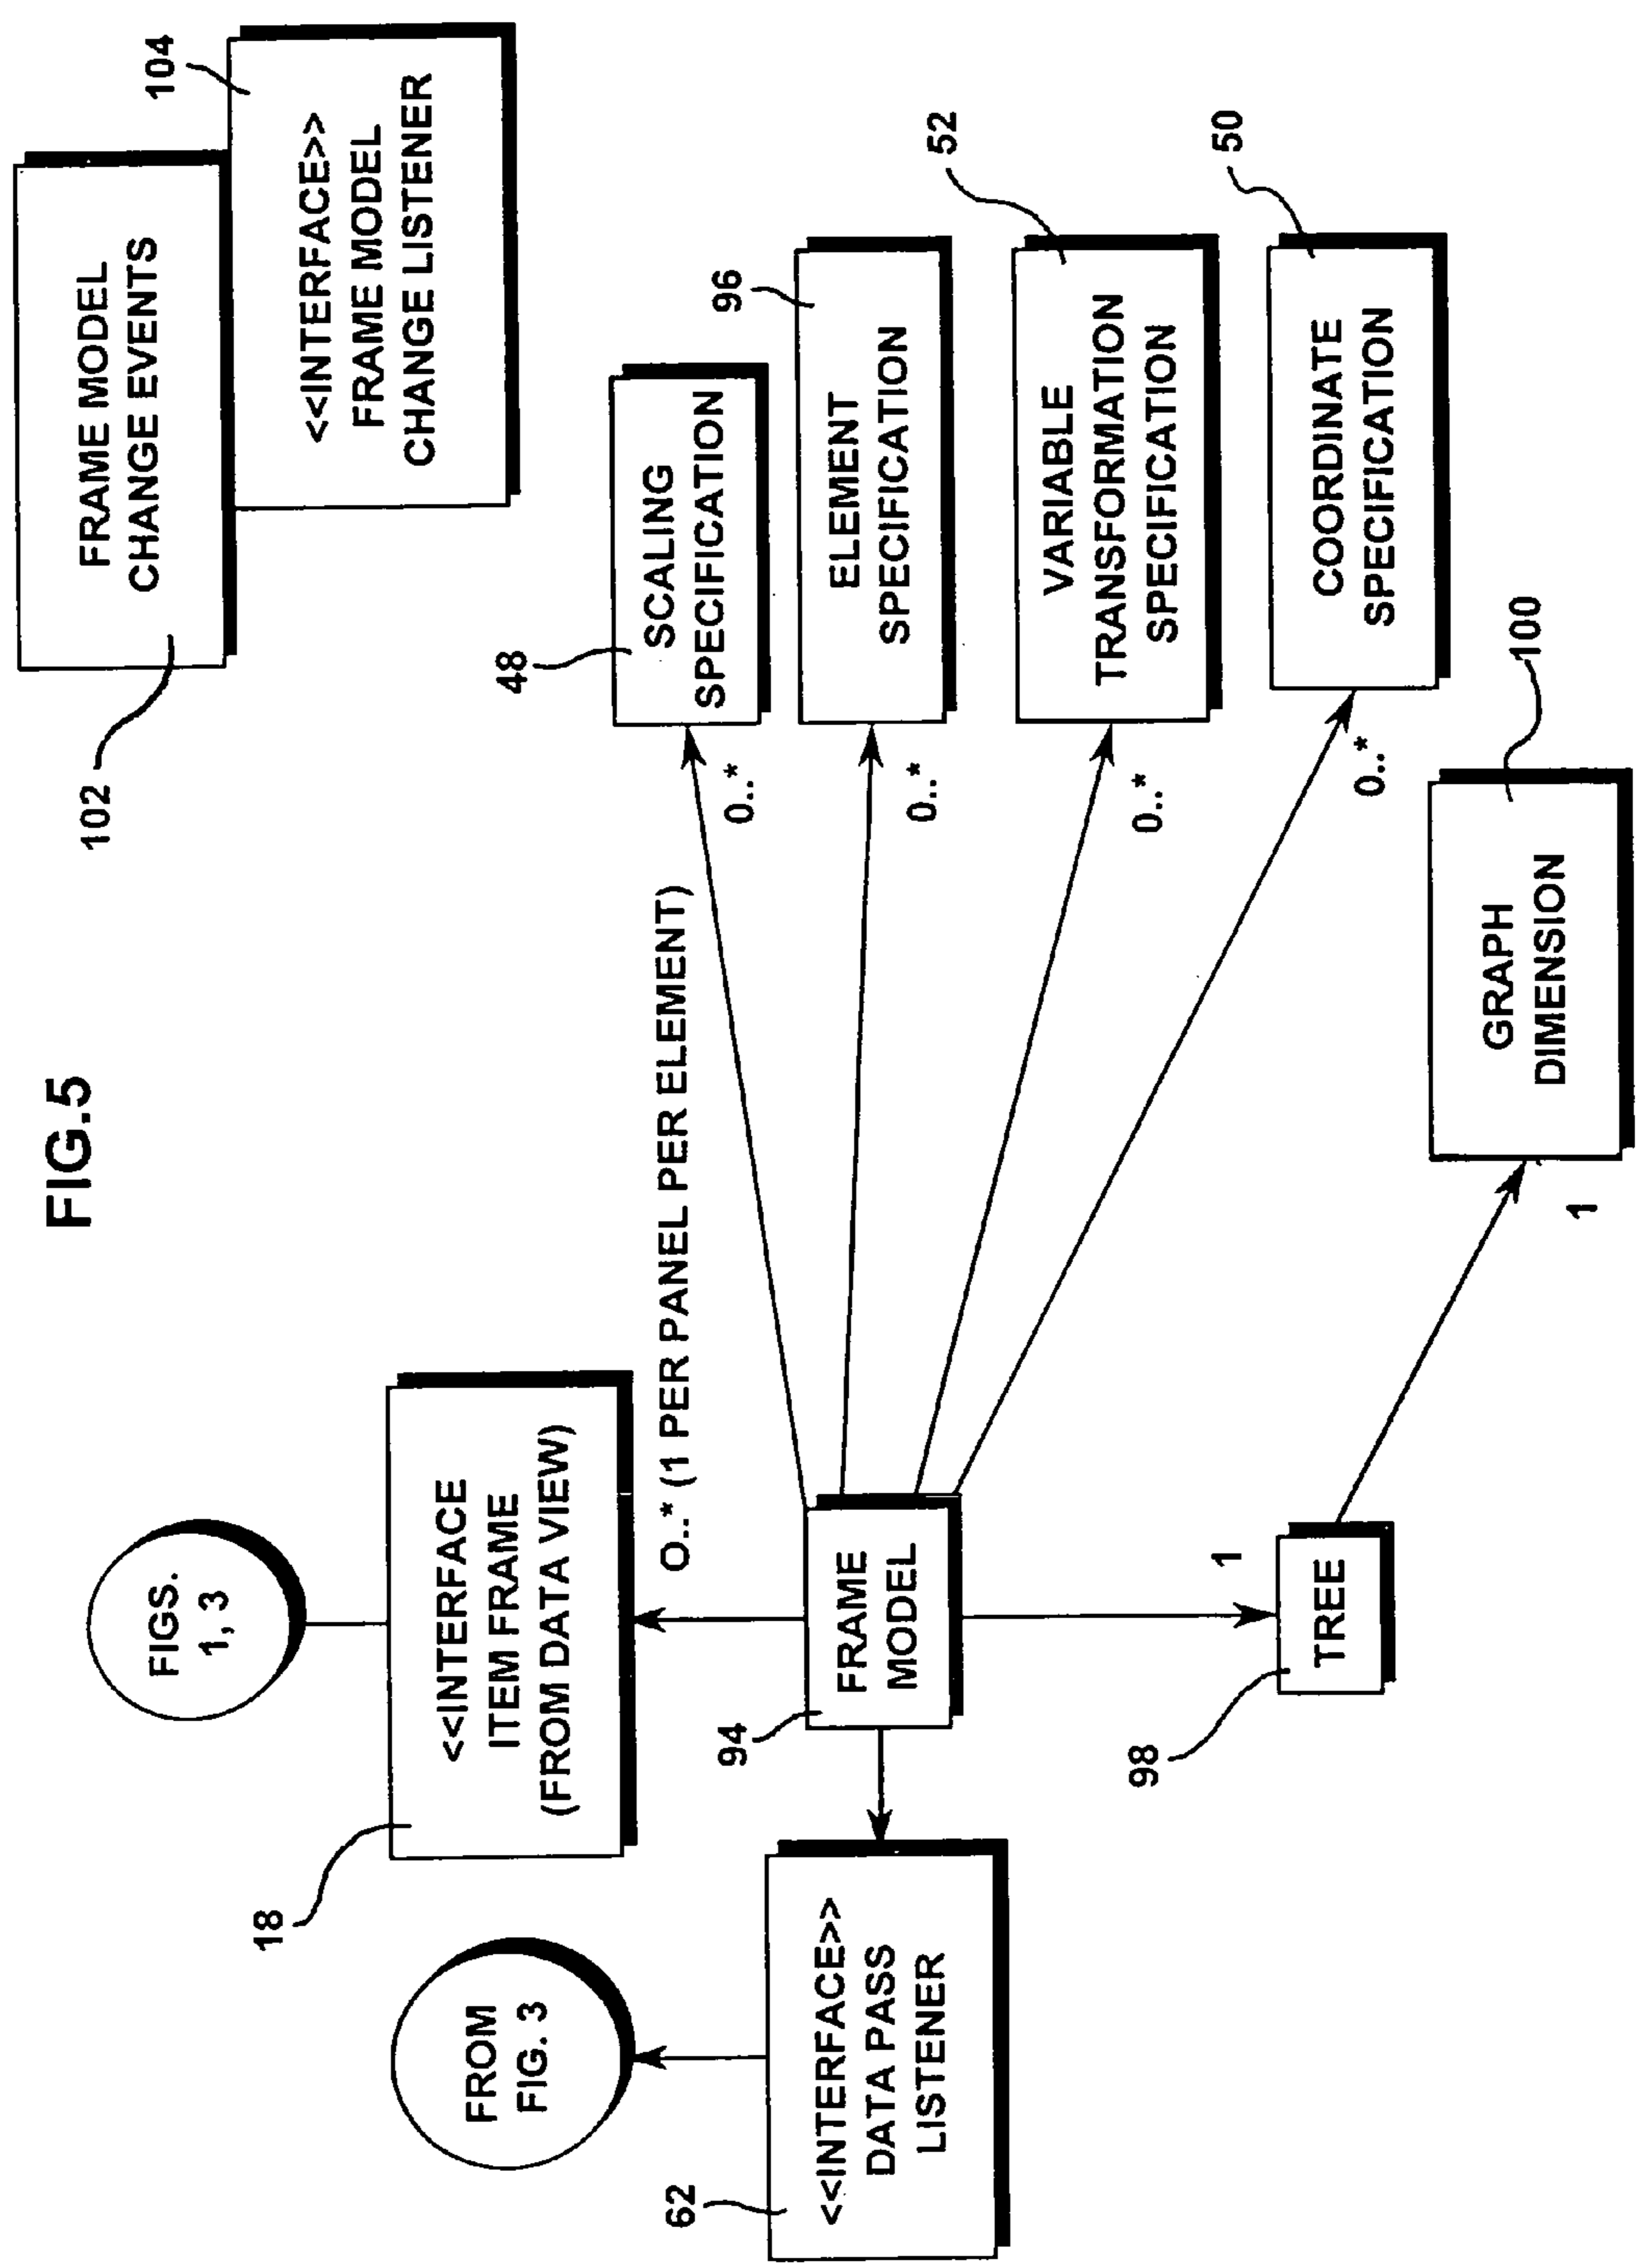 FIG.5
FIGS.
1, 3
FROM
FIG. 3
18
<<INTERFACE
ITEM FRAME
(FROM DATA VIEW)
62
<<INTERFACE>>
DATA PASS
LISTENER
94
FRAME
MODEL
O..* (1 PER PANEL PER ELEMENT)
98
1
TREE
1
100
GRAPH
DIMENSION
102
FRAME MODEL
CHANGE EVENTS
104
<<INTERFACE>>
FRAME MODEL
CHANGE LISTENER
48
SCALING
SPECIFICATION
0..*
96
ELEMENT
SPECIFICATION
0..*
52
VARIABLE
TRANSFORMATION
SPECIFICATION
0..*
50
COORDINATE
SPECIFICATION
0..*